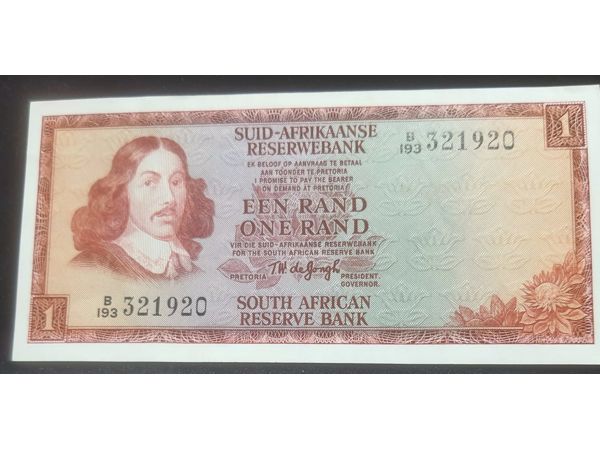 SUID-AFRIKAANSE
RESERWEBANK
B/193 321920
1
EK BELOOF OP AANVRAAG TE BETAAL
AAN TOONDER TE PRETORIA
I PROMISE TO PAY THE BEARER
ON DEMAND AT PRETORIA
EEN RAND
ONE RAND
VIR DIE SUID-AFRIKAANSE RESERWEBANK
FOR THE SOUTH AFRICAN RESERVE BANK
T.W. de Jongh
PRETORIA
PRESIDENT.
GOVERNOR.
B/193 321920
1
SOUTH AFRICAN
RESERVE BANK